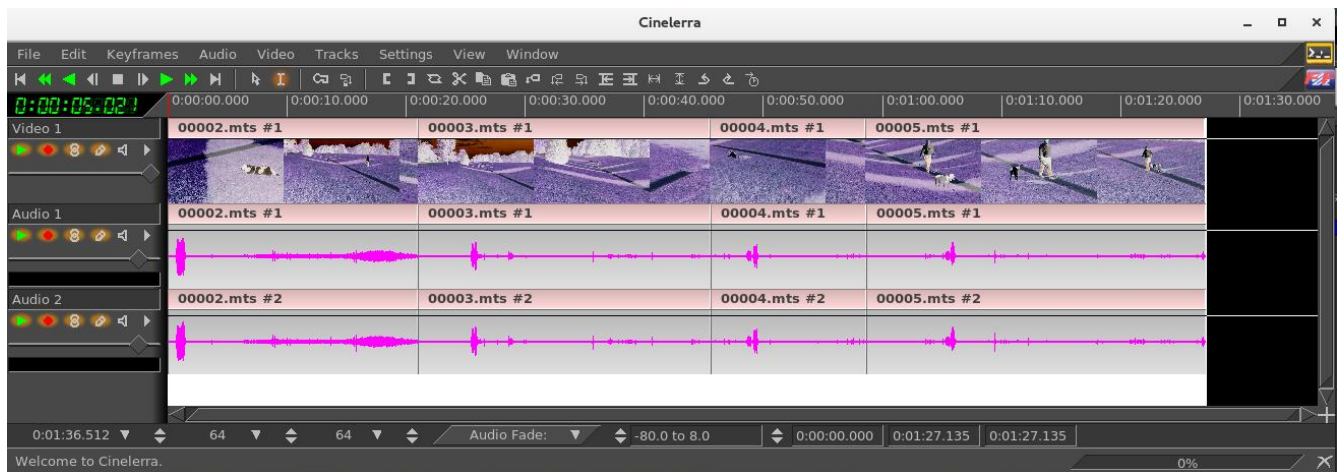 Cinelerra
File Edit Keyframes Audio Video Tracks Settings View Window
0:00:05:021 0:00:00.000 0:00:10.000 0:00:20.000 0:00:30.000 0:00:40.000 0:00:50.000 0:01:00.000 0:01:10.000 0:01:20.000 0:01:30.000
Video 1 00002.mts #1 00003.mts #1 00004.mts #1 00005.mts #1
Audio 1 00002.mts #1 00003.mts #1 00004.mts #1 00005.mts #1
Audio 2 00002.mts #2 00003.mts #2 00004.mts #2 00005.mts #2
0:01:36.512 64 64 Audio Fade: -80.0 to 8.0 0:00:00.000 0:01:27.135 0:01:27.135
Welcome to Cinelerra. 0%